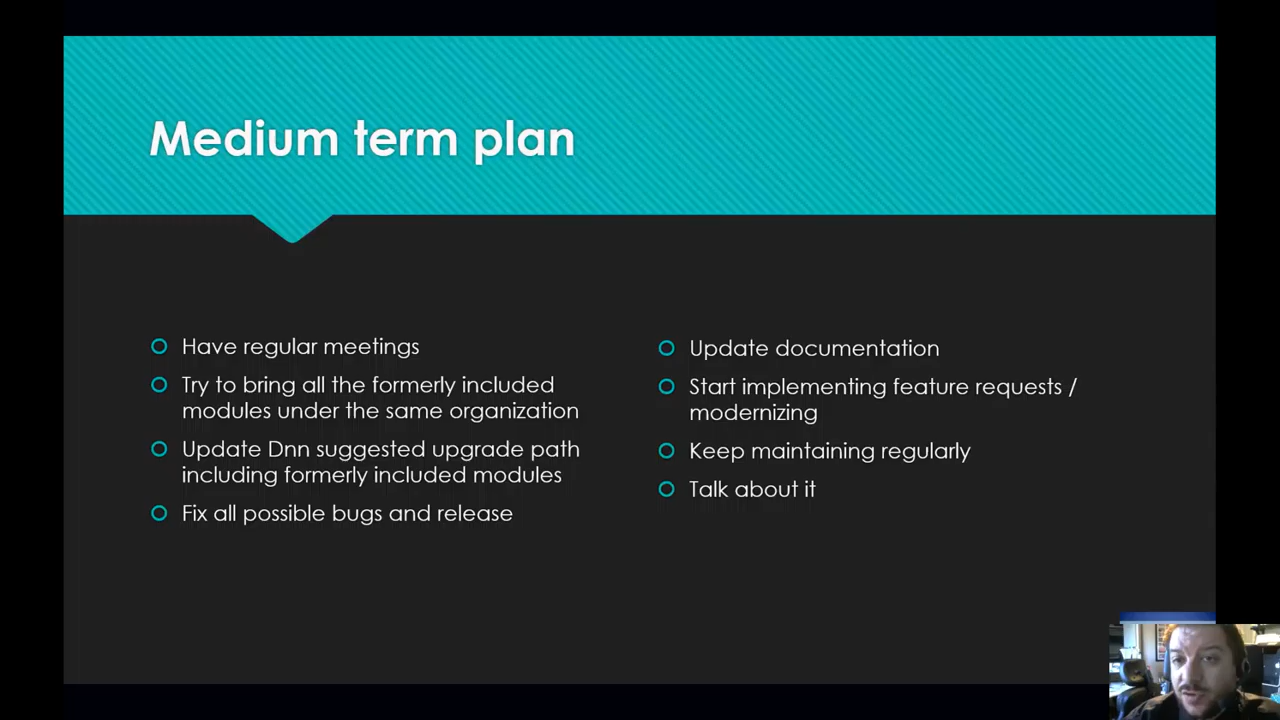 Medium term plan
Have regular meetings
Try to bring all the formerly included
modules under the same organization
Update Dnn suggested upgrade path
including formerly included modules
Fix all possible bugs and release
Update documentation
Start implementing feature requests /
modernizing
Keep maintaining regularly
Talk about it